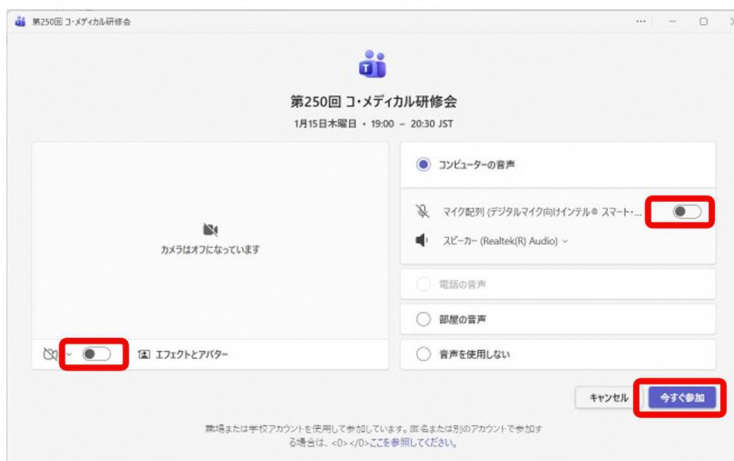 第250回 コ・メディカル研修会
第250回 コ・メディカル研修会
1月15日木曜日 • 19:00 – 20:30 JST
コンピューターの音声
マイク配列 (デジタルマイク向けインテル® スマート・...
スピーカー (Realtek(R) Audio)
カメラはオフになっています
電話の音声
部屋の音声
エフェクトとアバター
音声を使用しない
キャンセル
今すぐ参加
職場または学校アカウントを使用して参加しています。匿名または別のアカウントで参加す
る場合は、<0></0>ここを参照してください。